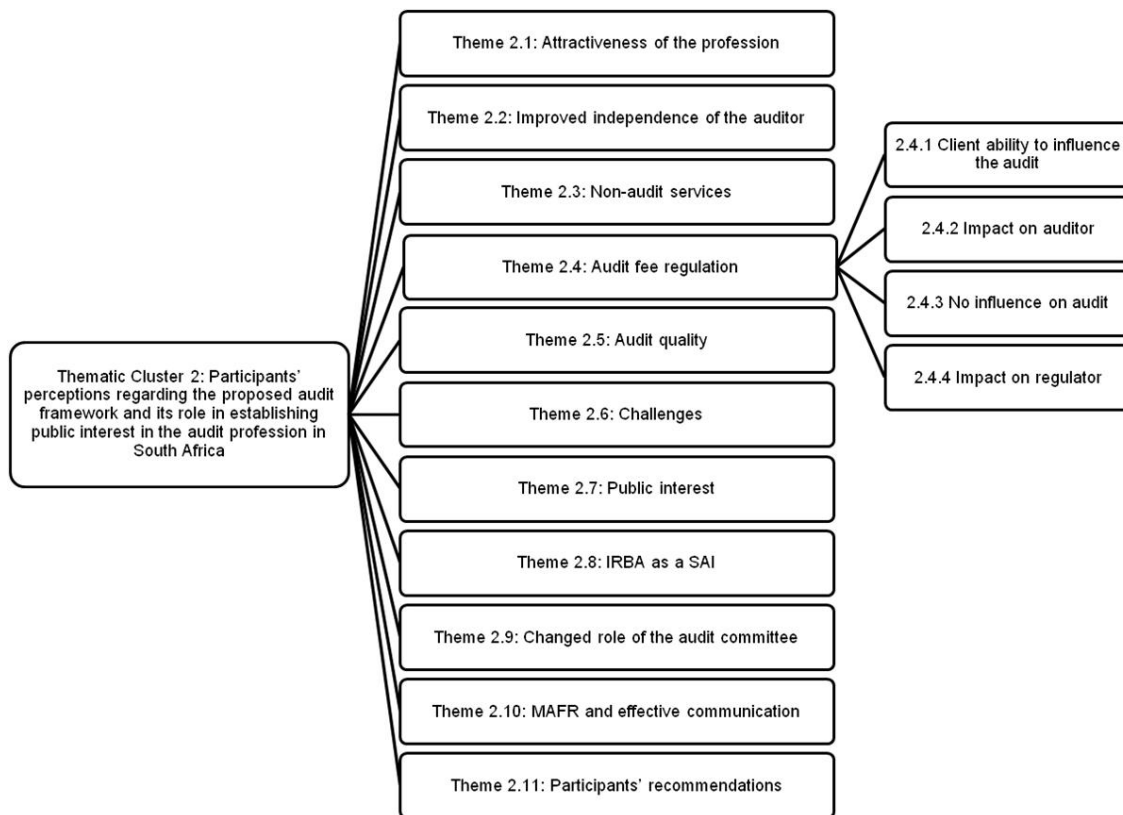 Thematic Cluster 2: Participants'
perceptions regarding the proposed audit
framework and its role in establishing
public interest in the audit profession in
South Africa
Theme 2.1: Attractiveness of the profession
Theme 2.2: Improved independence of the auditor
Theme 2.3: Non-audit services
Theme 2.4: Audit fee regulation
2.4.1 Client ability to influence
the audit
2.4.2 Impact on auditor
2.4.3 No influence on audit
2.4.4 Impact on regulator
Theme 2.5: Audit quality
Theme 2.6: Challenges
Theme 2.7: Public interest
Theme 2.8: IRBA as a SAI
Theme 2.9: Changed role of the audit committee
Theme 2.10: MAFR and effective communication
Theme 2.11: Participants' recommendations